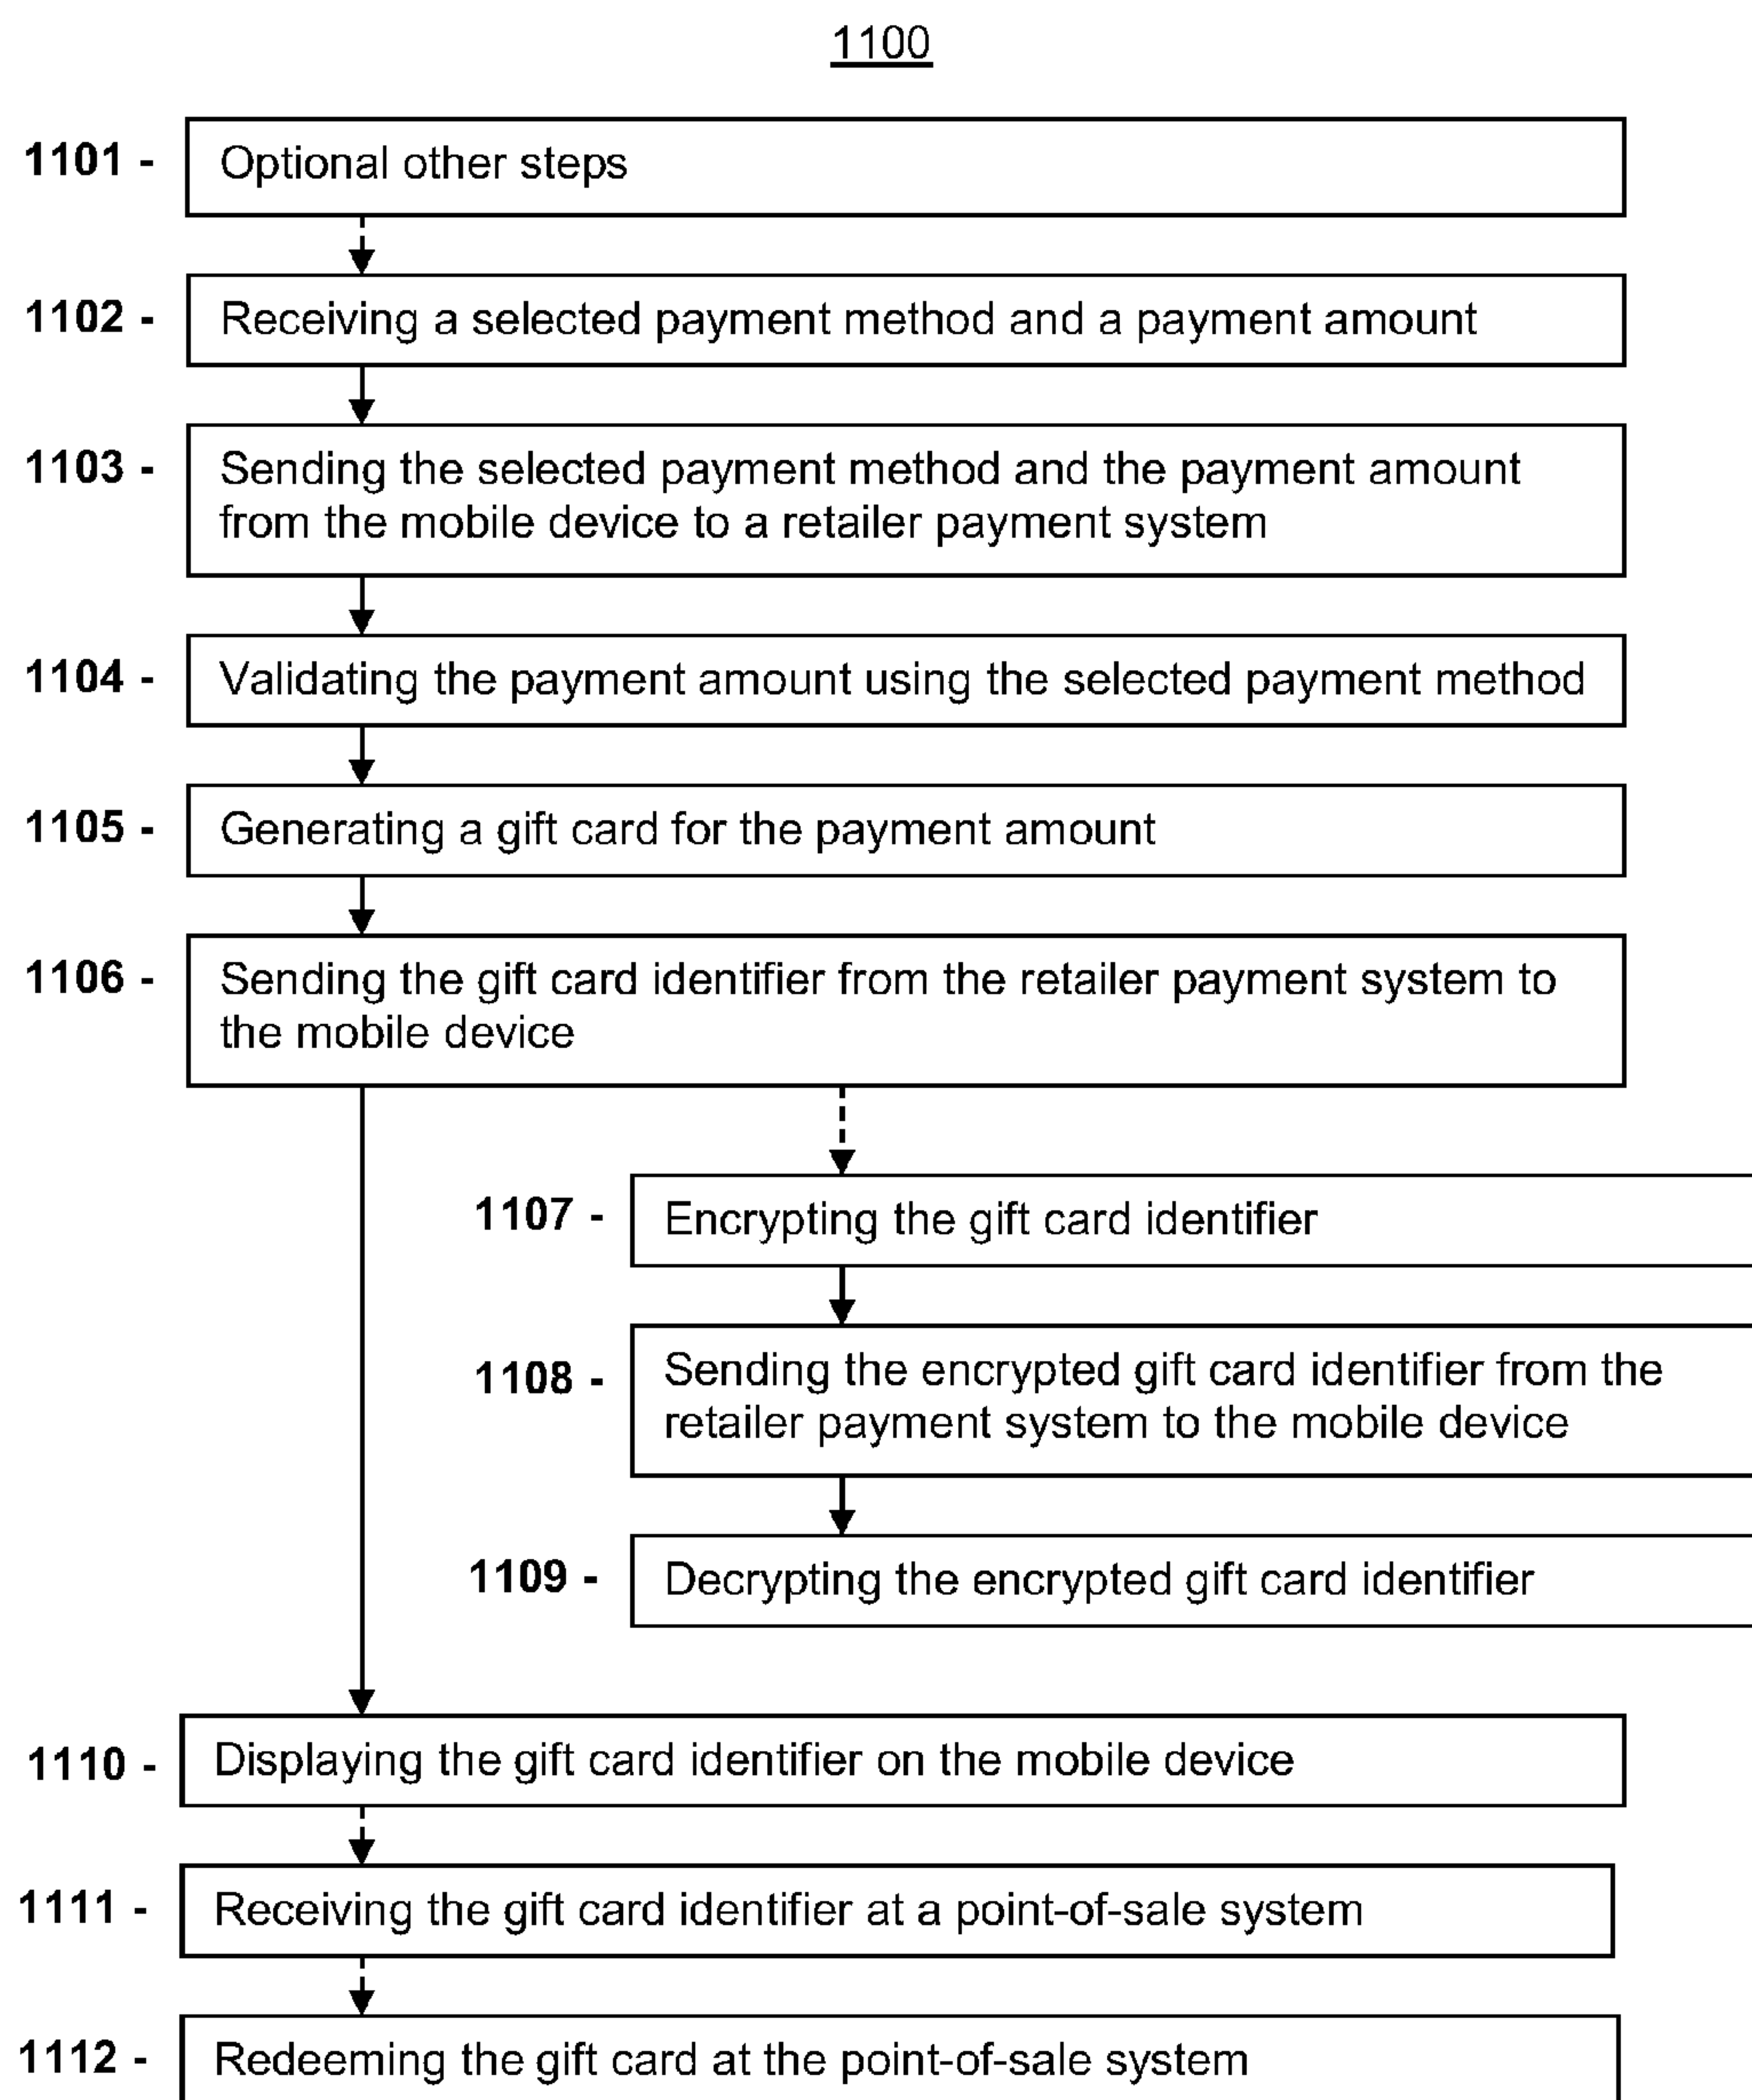 1100
1101 - Optional other steps
1102 - Receiving a selected payment method and a payment amount
1103 - Sending the selected payment method and the payment amount
from the mobile device to a retailer payment system
1104 - Validating the payment amount using the selected payment method
1105 - Generating a gift card for the payment amount
1106 - Sending the gift card identifier from the retailer payment system to
the mobile device
1107 - Encrypting the gift card identifier
1108 - Sending the encrypted gift card identifier from the
retailer payment system to the mobile device
1109 - Decrypting the encrypted gift card identifier
1110 - Displaying the gift card identifier on the mobile device
1111 - Receiving the gift card identifier at a point-of-sale system
1112 - Redeeming the gift card at the point-of-sale system